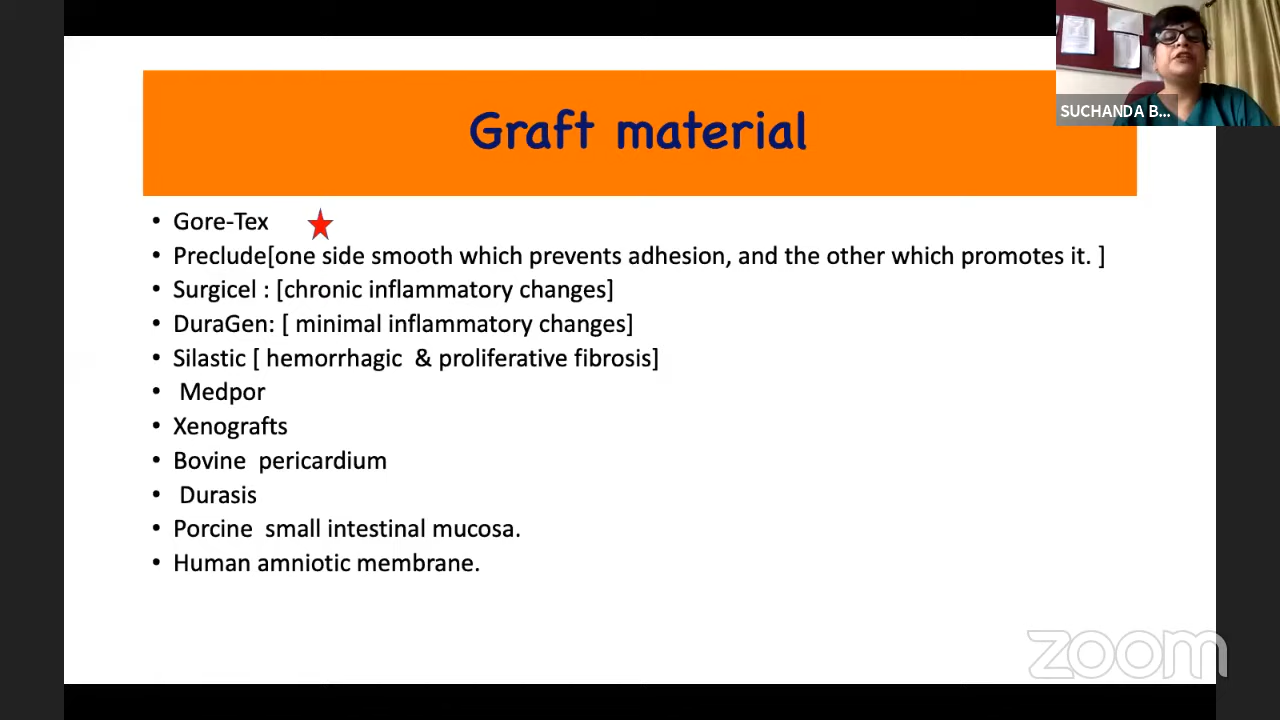 SUCHANDA B...
Graft material
• Gore-Tex
• Preclude[one side smooth which prevents adhesion, and the other which promotes it. ]
• Surgicel : [chronic inflammatory changes]
• DuraGen: [ minimal inflammatory changes]
• Silastic [ hemorrhagic & proliferative fibrosis]
• Medpor
• Xenografts
• Bovine pericardium
• Durasis
• Porcine small intestinal mucosa.
• Human amniotic membrane.
zoom